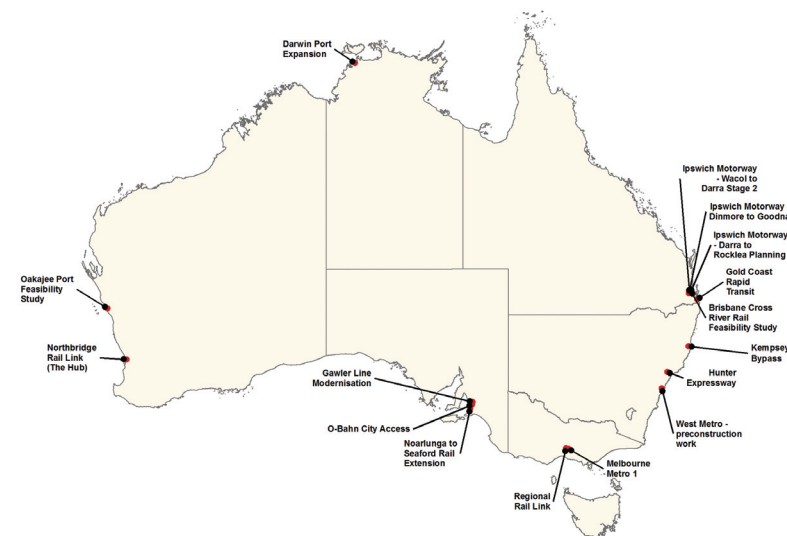 Darwin Port
Expansion
Ipswich Motorway
- Wacol to
Darra Stage 2
Ipswich Motorway
Dinmore to Goodna
Ipswich Motorway
- Darra to
Rocklea Planning
Gold Coast
Rapid
Transit
Brisbane Cross
River Rail
Feasibility Study
Oakajee Port
Feasibility
Study
Northbridge
Rail Link
(The Hub)
Kempsey
Bypass
Gawler Line
Modernisation
Hunter
Expressway
O-Bahn City Access
Noarlunga to
Seaford Rail
Extension
West Metro -
preconstruction
work
Melbourne
Metro 1
Regional
Rail Link